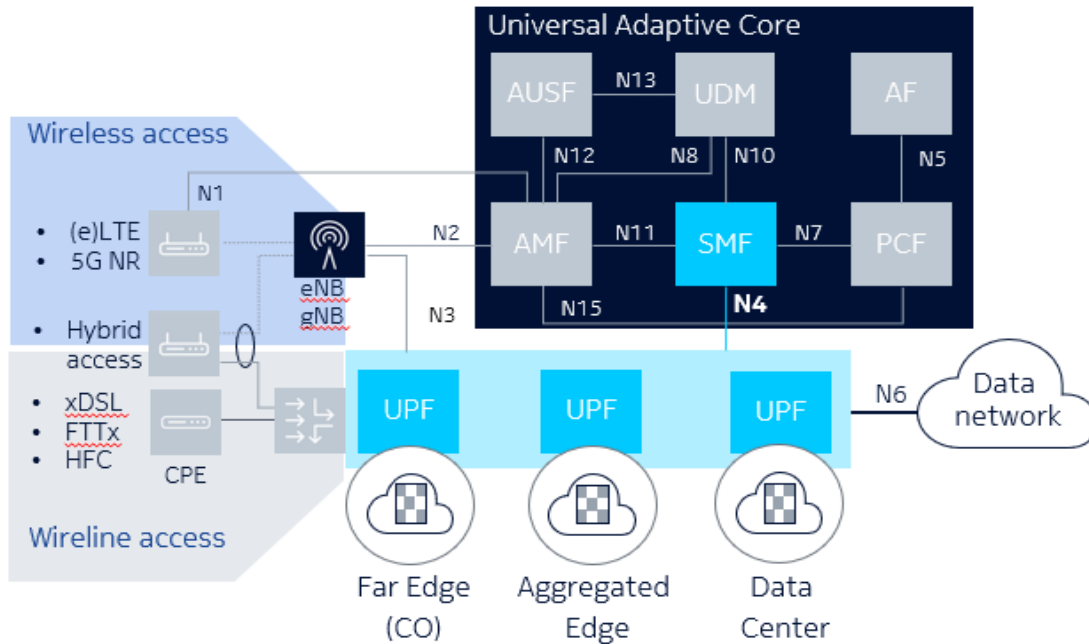 Universal Adaptive Core
AUSF
N13
UDM
AF
N12
N8
N10
N5
Wireless access
N1
• (e)LTE
• 5G NR
N2
AMF
N11
SMF
N7
PCF
eNB
gNB
N3
N15
N4
• Hybrid
access
• xDSL
• FTTx
• HFC
CPE
UPF
UPF
UPF
N6
Data
network
Wireline access
Far Edge
(CO)
Aggregated
Edge
Data
Center